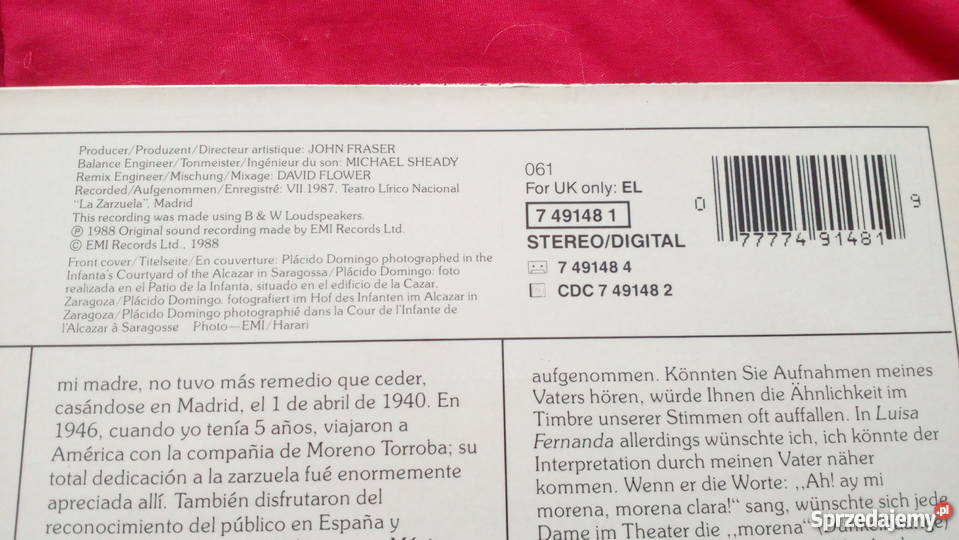 Producer/Produzent/Directeur artistique: JOHN FRASER
Balance Engineer/Tonmeister/Ingénieur du son: MICHAEL SHEADY
Remix Engineer/Mischung/Mixage: DAVID FLOWER
Recorded/Aufgenommen/Enregistré: VII.1987, Teatro Lírico Nacional
"La Zarzuela", Madrid
This recording was made using B & W Loudspeakers.
Ⓟ 1988 Original sound recording made by EMI Records Ltd.
© EMI Records Ltd., 1988
Front cover/Titelseite/En couverture: Plácido Domingo photographed in the
Infanta's Courtyard of the Alcazar in Saragossa/Plácido Domingo: foto
realizada en el Patio de la Infanta, situado en el edificio de la Cazar,
Zaragoza/Plácido Domingo, fotografiert im Hof des Infanten im Alcazar in
Zaragoza/Plácido Domingo photographié dans la Cour de l'Infante de
l'Alcazar à Saragosse Photo—EMI/Harari
061
For UK only: EL
7 49148 1
STEREO/DIGITAL
7 49148 4
CDC 7 49148 2
0 77774 91481 9
mi madre, no tuvo más remedio que ceder,
casándose en Madrid, el 1 de abril de 1940. En
1946, cuando yo tenía 5 años, viajaron a
América con la compañia de Moreno Torroba; su
total dedicación a la zarzuela fué enormemente
apreciada allí. También disfrutaron del
reconocimiento del público en España y
aufgenommen. Könnten Sie Aufnahmen meines
Vaters hören, würde Ihnen die Ähnlichkeit im
Timbre unserer Stimmen oft auffallen. In Luisa
Fernanda allerdings wünschte ich, ich könnte der
Interpretation durch meinen Vater näher
kommen. Wenn er die Worte: ,,Ah! ay mi
morena, morena clara!" sang, wünschte sich jede
Dame im Theater die ,,morena"
Sprzedajemy.pl